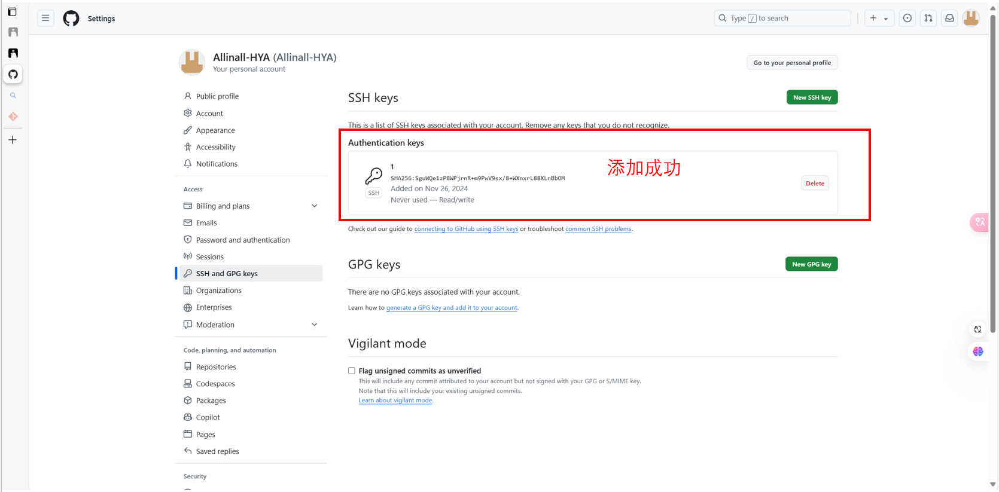 Settings
Type / to search
Allinall-HYA (Allinall-HYA)
Your personal account
Go to your personal profile
Public profile
Account
Appearance
Accessibility
Notifications
Access
Billing and plans
Emails
Password and authentication
Sessions
SSH and GPG keys
Organizations
Enterprises
Moderation
Code, planning, and automation
Repositories
Codespaces
Packages
Copilot
Pages
Saved replies
Security
SSH keys
New SSH key
This is a list of SSH keys associated with your account. Remove any keys that you do not recognize.
Authentication keys
1
SHA256:SguWQe1zP8WPjrnR+m9PwV9sx/8+WXnxrL88XLnBbOM
Added on Nov 26, 2024
Never used — Read/write
SSH
添加成功
Delete
Check out our guide to connecting to GitHub using SSH keys or troubleshoot common SSH problems.
GPG keys
New GPG key
There are no GPG keys associated with your account.
Learn how to generate a GPG key and add it to your account.
Vigilant mode
Flag unsigned commits as unverified
This will include any commit attributed to your account but not signed with your GPG or S/MIME key.
Note that this will include your existing unsigned commits.
Learn about vigilant mode.